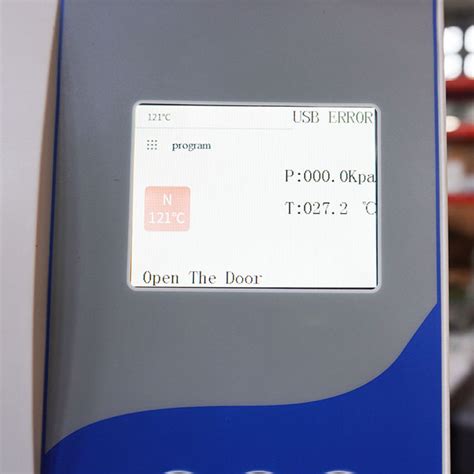 121℃
USB ERROR
program
P:000.0Kpa
N
121℃
T:027.2 ℃
Open The Door